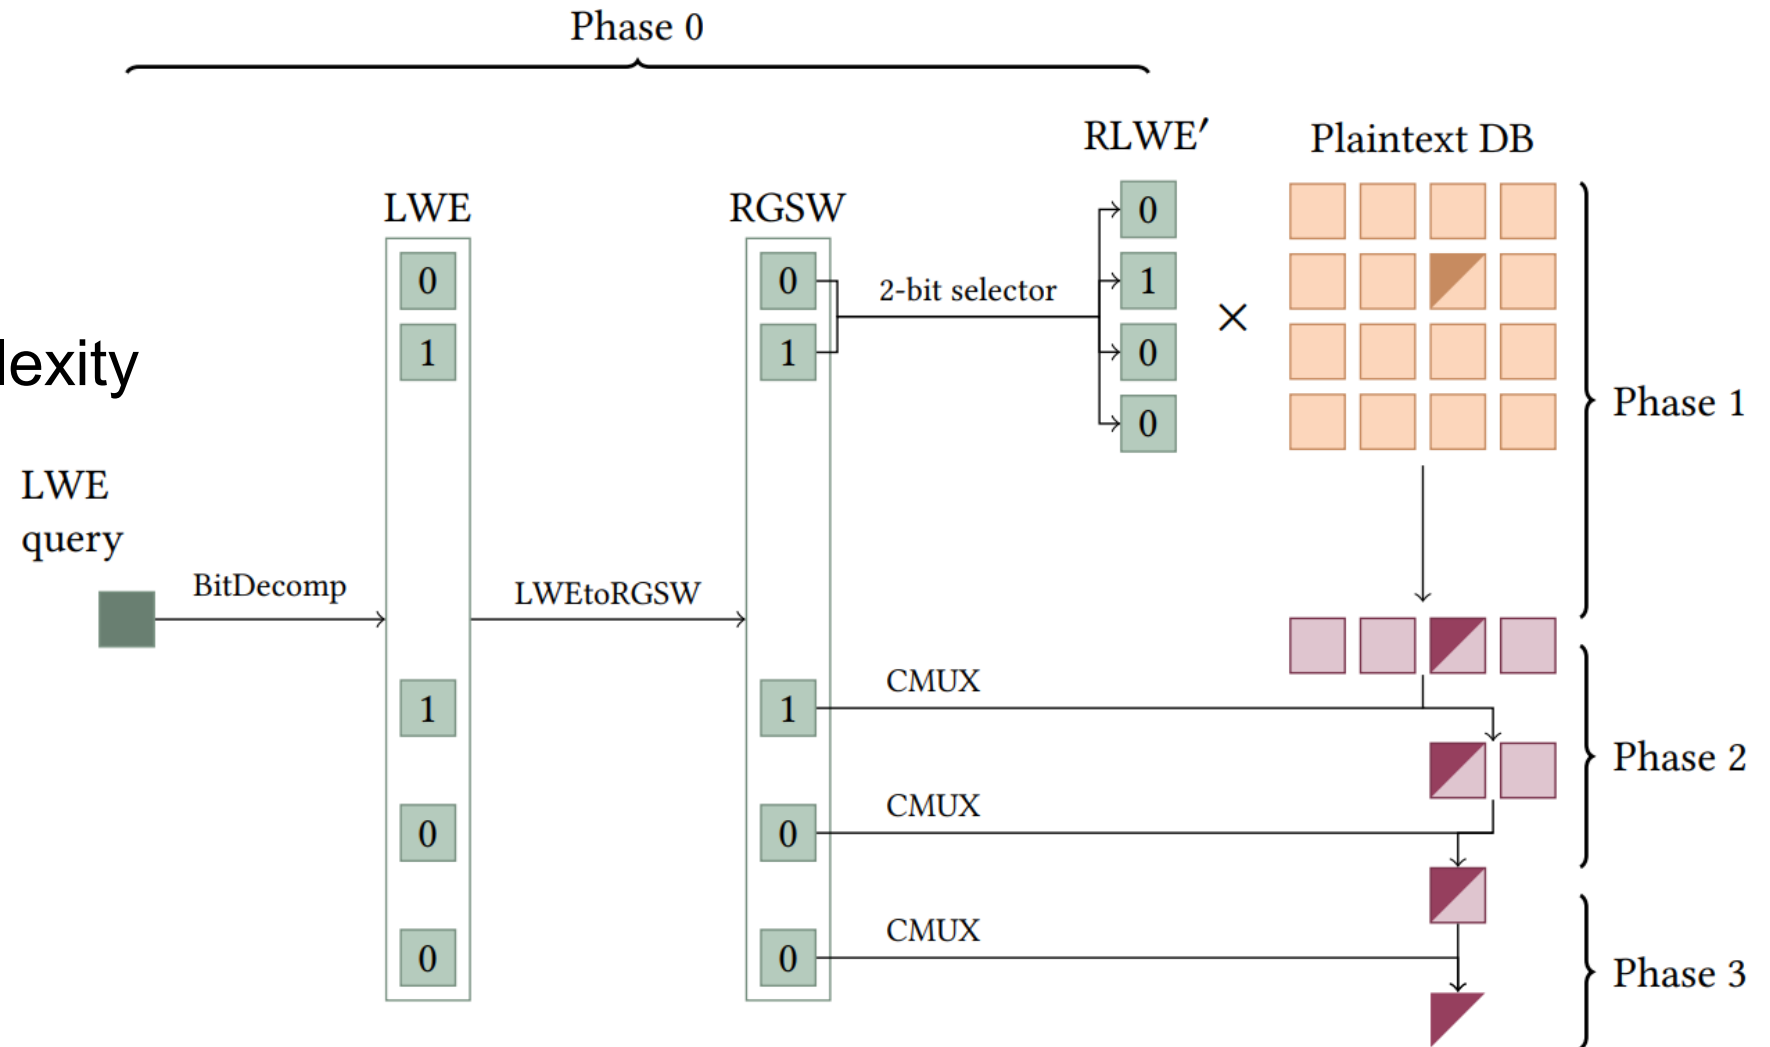 Phase 0
RLWE′
Plaintext DB
LWE
RGSW
0
0
0
1
1
1
2-bit selector
0
1
0
0
×
lexity
Phase 1
LWE
query
BitDecomp
LWEtoRGSW
1
1
CMUX
Phase 2
0
0
CMUX
0
0
CMUX
Phase 3